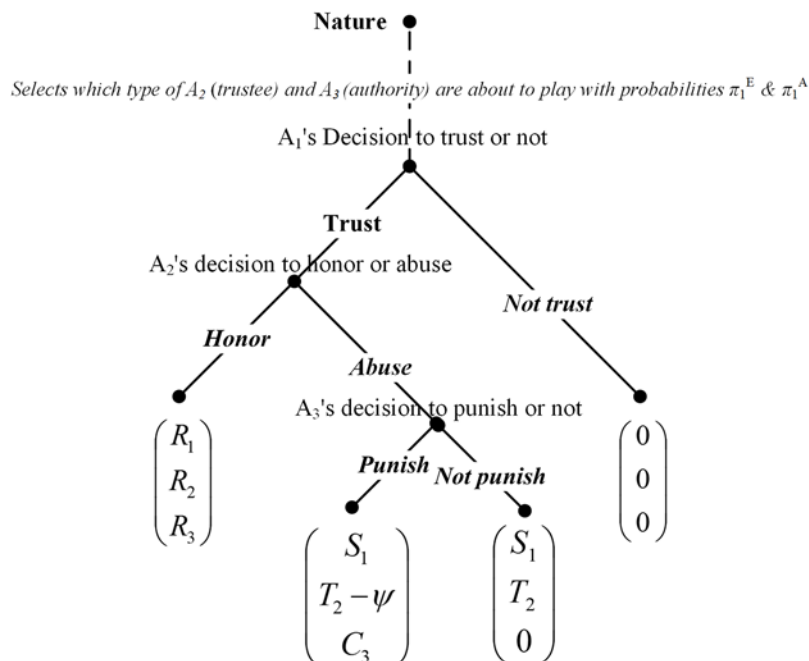 Nature
Selects which type of A₂ (trustee) and A₃ (authority) are about to play with probabilities π₁ᴱ & π₁ᴬ
A₁'s Decision to trust or not
Trust
A₂'s decision to honor or abuse
Not trust
Honor
Abuse
A₃'s decision to punish or not
R₁
R₂
R₃
0
0
0
Punish
Not punish
S₁
T₂ − ψ
C₃
S₁
T₂
0